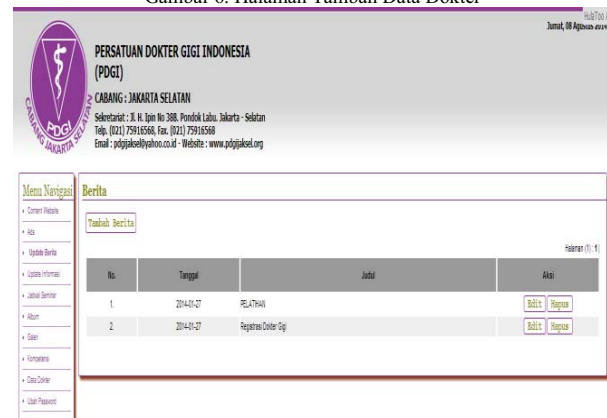 Gambar 6. Halaman Tambah Data Dokter
Jumat, 08 Agustus 2014
PERSATUAN DOKTER GIGI INDONESIA
(PDGI)
CABANG : JAKARTA SELATAN
Sekretariat : Jl. H. Ipin No 38B. Pondok Labu. Jakarta - Selatan
Telp. (021) 75916568, Fax. (021) 75916568
Email : pdgijaksel@yahoo.co.id - Website : www.pdgijaksel.org
PDGI
CABANG JAKARTA SELATAN
Menu Navigasi
Content Website
Ads
Update Berita
Update Informasi
Jadwal Seminar
Album
Galeri
Kompetensi
Data Dokter
Ubah Password
Berita
Tambah Berita
Halaman (1) : 1 |
No. Tanggal Judul Aksi
1. 2014-01-27 PELATIHAN Edit Hapus
2. 2014-01-27 Registrasi Dokter Gigi Edit Hapus